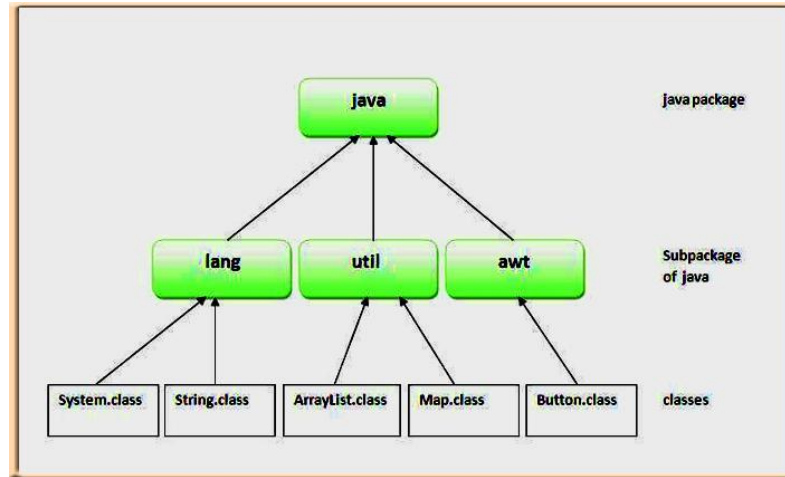 java
java package
lang
util
awt
Subpackage
of java
System.class
String.class
ArrayList.class
Map.class
Button.class
classes